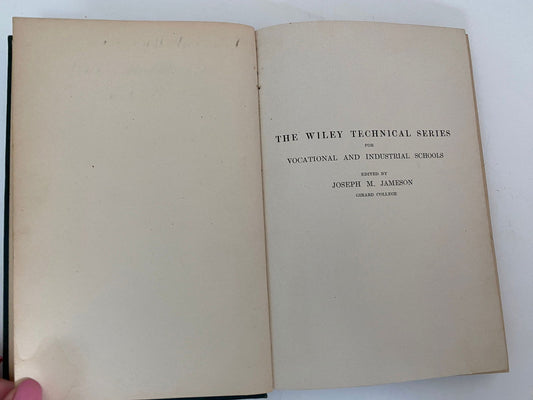 THE WILEY TECHNICAL SERIES
FOR
VOCATIONAL AND INDUSTRIAL SCHOOLS
EDITED BY
JOSEPH M. JAMESON
GIRARD COLLEGE